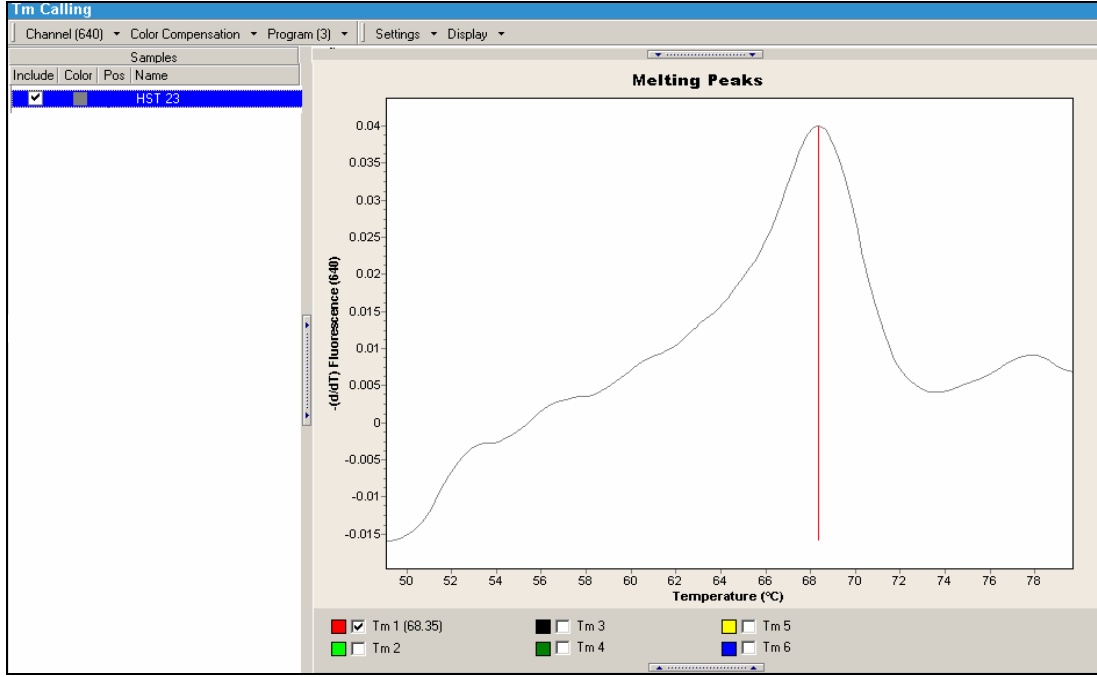 Tm Calling
Channel (640) Color Compensation Program (3) Settings Display
Samples
Include Color Pos Name
HST 23
Melting Peaks
0.04
0.035
0.03
0.025
0.02
0.015
0.01
0.005
0
-0.005
-0.01
-0.015
-(d/dT) Fluorescence (640)
50 52 54 56 58 60 62 64 66 68 70 72 74 76 78
Temperature (°C)
Tm 1 (68.35) Tm 3 Tm 5
Tm 2 Tm 4 Tm 6